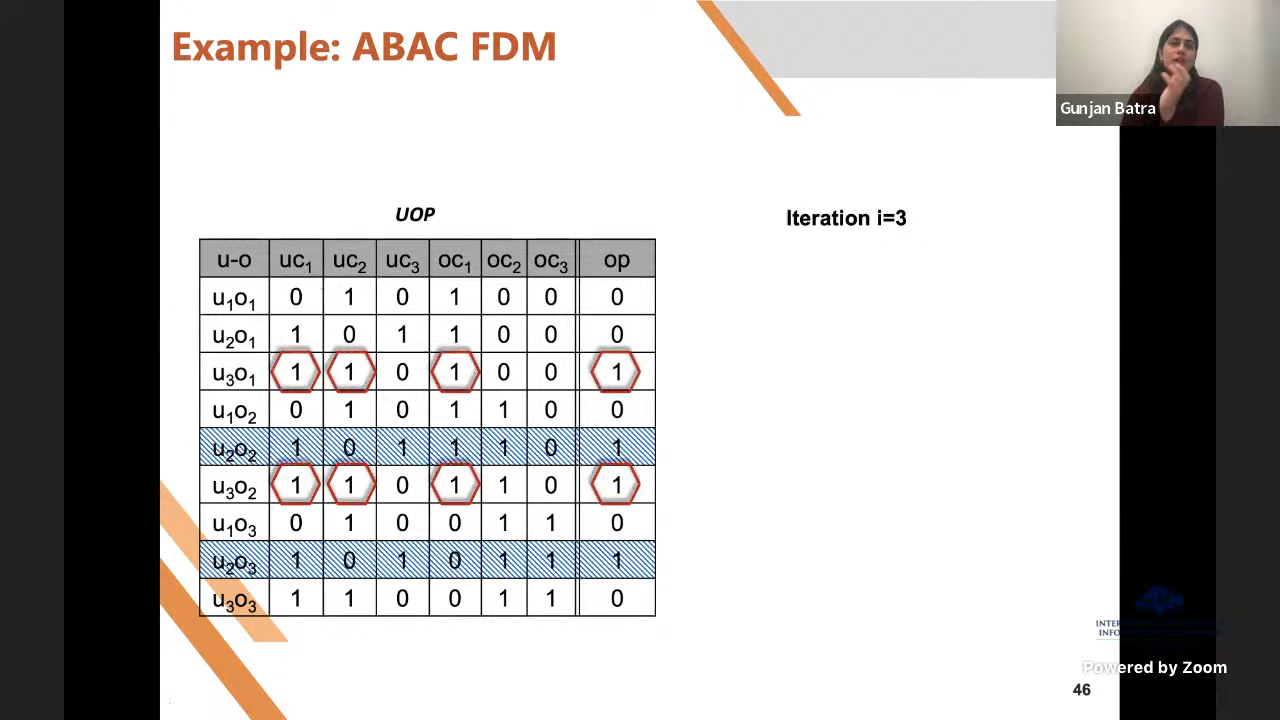 Example: ABAC FDM
Gunjan Batra
UOP
Iteration i=3
u-o uc1 uc2 uc3 oc1 oc2 oc3 op
u1o1 0 1 0 1 0 0 0
u2o1 1 0 1 1 0 0 0
u3o1 1 1 0 1 0 0 1
u1o2 0 1 0 1 1 0 0
u2o2 1 0 1 1 1 0 1
u3o2 1 1 0 1 1 0 1
u1o3 0 1 0 0 1 1 0
u2o3 1 0 1 0 1 1 1
u3o3 1 1 0 0 1 1 0
Powered by Zoom
46